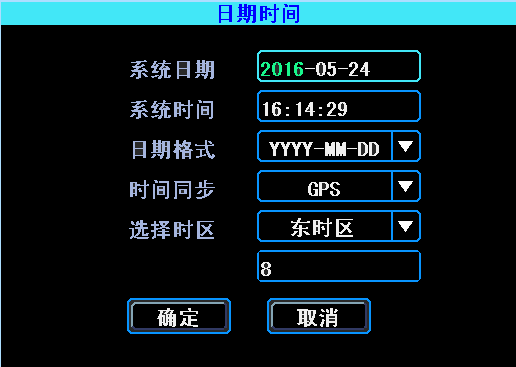 日期时间
系统日期 2016-05-24
系统时间 16:14:29
日期格式 YYYY-MM-DD
时间同步 GPS
选择时区 东时区
8
确定 取消